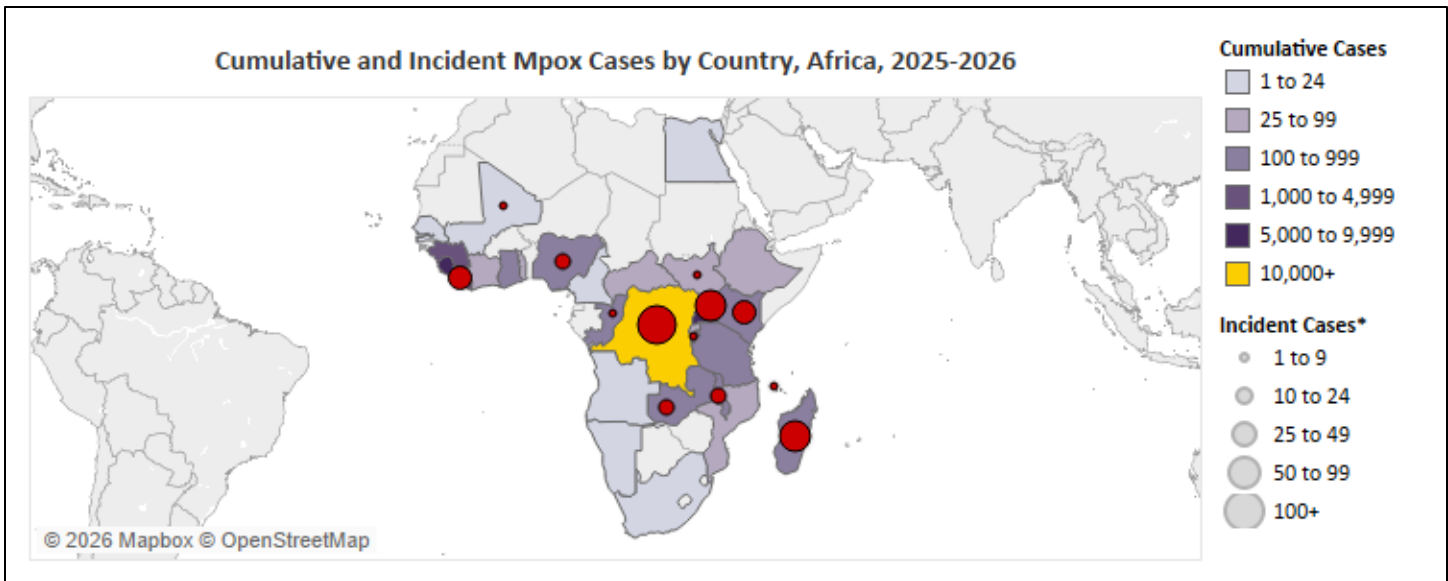 Cumulative and Incident Mpox Cases by Country, Africa, 2025-2026
Cumulative Cases
1 to 24
25 to 99
100 to 999
1,000 to 4,999
5,000 to 9,999
10,000+
Incident Cases*
1 to 9
10 to 24
25 to 49
50 to 99
100+
© 2026 Mapbox © OpenStreetMap